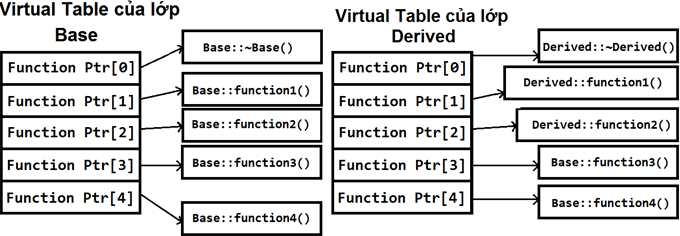 Virtual Table của lớp
Base
Function Ptr[0]
Function Ptr[1]
Function Ptr[2]
Function Ptr[3]
Function Ptr[4]
Base::~Base()
Base::function1()
Base::function2()
Base::function3()
Base::function4()
Virtual Table của lớp
Derived
Function Ptr[0]
Function Ptr[1]
Function Ptr[2]
Function Ptr[3]
Function Ptr[4]
Derived::~Derived()
Derived::function1()
Derived::function2()
Base::function3()
Base::function4()